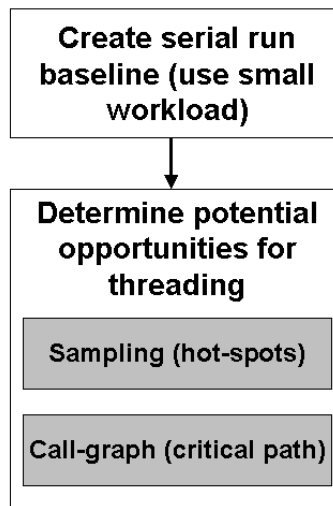 Create serial run
baseline (use small
workload)
Determine potential
opportunities for
threading
Sampling (hot-spots)
Call-graph (critical path)